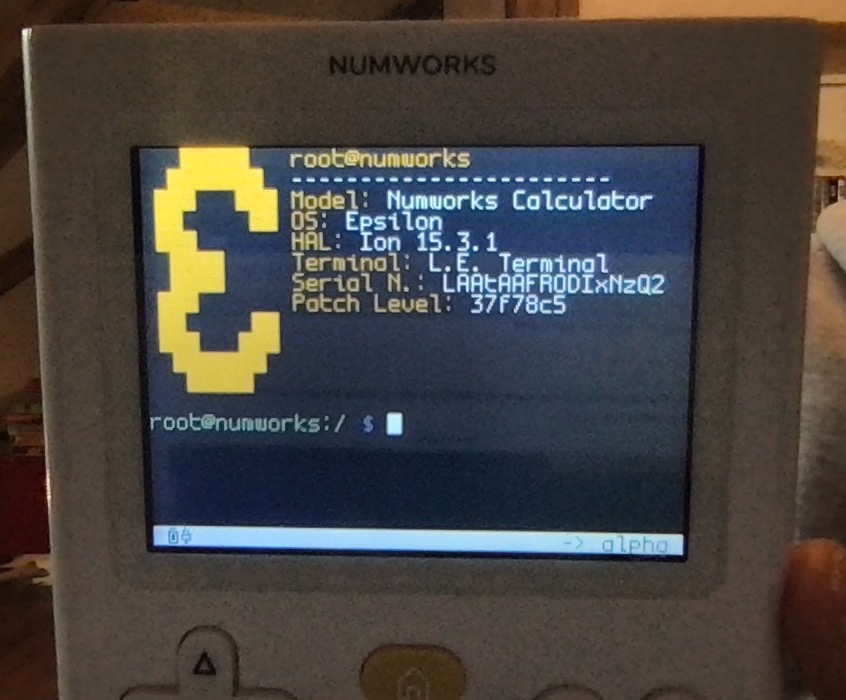 NUMWORKS
root@numworks
-----------------------
Model: Numworks Calculator
OS: Epsilon
HAL: Ion 15.3.1
Terminal: L.E. Terminal
Serial N.: LAAtAAFRODIxNzQ2
Patch Level: 37f78c5
root@numworks:/ $
-> alpha